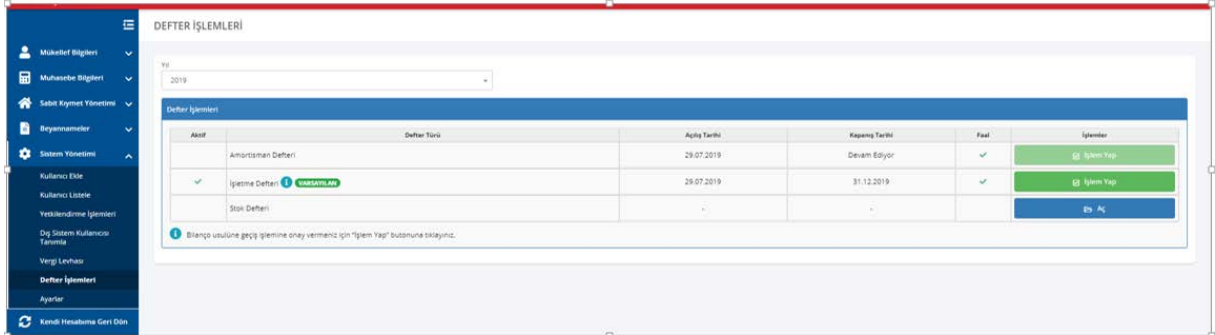 DEFTER İŞLEMLERİ
Mükellef Bilgileri
Muhasebe Bilgileri
Sabit Kıymet Yönetimi
Beyannameler
Sistem Yönetimi
Kullanıcı Ekle
Kullanıcı Listele
Yetkilendirme İşlemleri
Dış Sistem Kullanıcısı
Tanımla
Vergi Levhası
Defter İşlemleri
Ayarlar
Kendi Hesabıma Geri Dön
Yıl
2019
Defter İşlemleri
Aktif Defter Türü Açılış Tarihi Kapanış Tarihi Faal İşlemler
Amortisman Defteri 29.07.2019 Devam Ediyor İşlem Yap
İşletme Defteri VARSAYILAN 29.07.2019 31.12.2019 İşlem Yap
Stok Defteri - - Aç
Bilanço usulüne geçiş işlemine onay vermeniz için "İşlem Yap" butonuna tıklayınız.